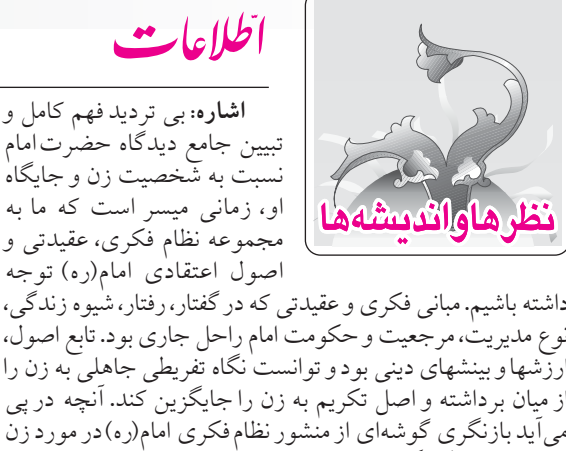 اطّلاعات
نظرهاواندیشه‌ها
اشاره: بی تردید فهم کامل و
تبیین جامع دیدگاه حضرت امام
نسبت به شخصیت زن و جایگاه
او، زمانی میسر است که ما به
مجموعه نظام فکری، عقیدتی و
اصول اعتقادی امام(ره) توجه
داشته باشیم. مبانی فکری و عقیدتی که در گفتار، رفتار، شیوه زندگی،
نوع مدیریت، مرجعیت و حکومت امام راحل جاری بود. تابع اصول،
ارزشها و بینشهای دینی بود و توانست نگاه تفریطی جاهلی به زن را
از میان برداشته و اصل تکریم به زن را جایگزین کند. آنچه در پی
می‌آید بازنگری گوشه‌ای از منشور نظام فکری امام(ره) در مورد زن